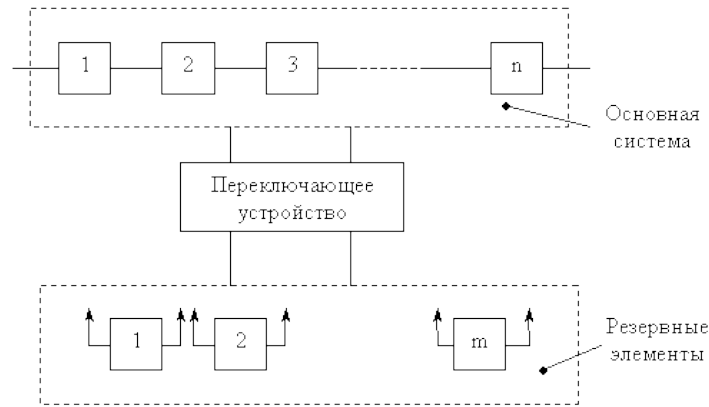 1 2 3 n
Основная
система
Переключающее
устройство
1 2 m
Резервные
элементы